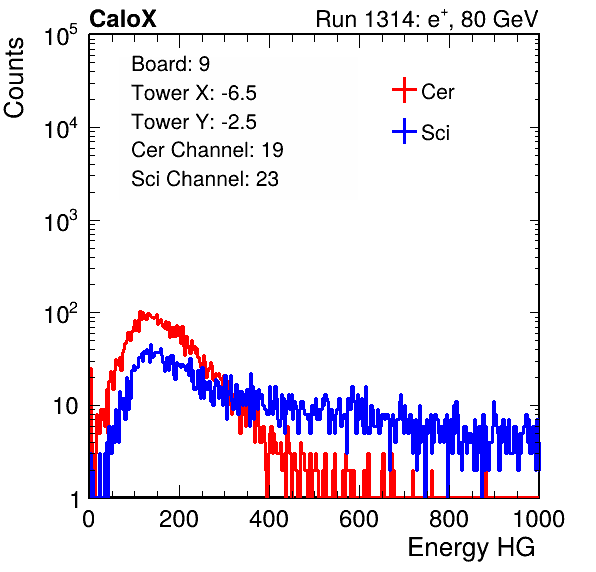 CaloX Run 1314: e⁺, 80 GeV
Counts
Board: 9
Tower X: -6.5
Tower Y: -2.5
Cer Channel: 19
Sci Channel: 23
Cer
Sci
10⁵
10⁴
10³
10²
10
1
0 200 400 600 800 1000
Energy HG